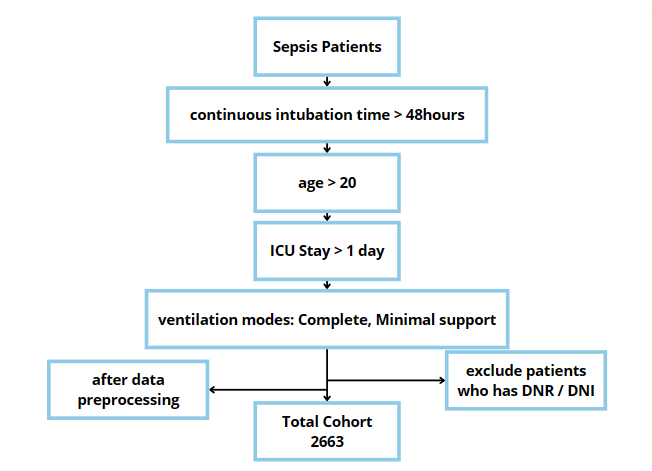 Sepsis Patients
continuous intubation time > 48hours
age > 20
ICU Stay > 1 day
ventilation modes: Complete, Minimal support
exclude patients
who has DNR / DNI
after data
preprocessing
Total Cohort
2663